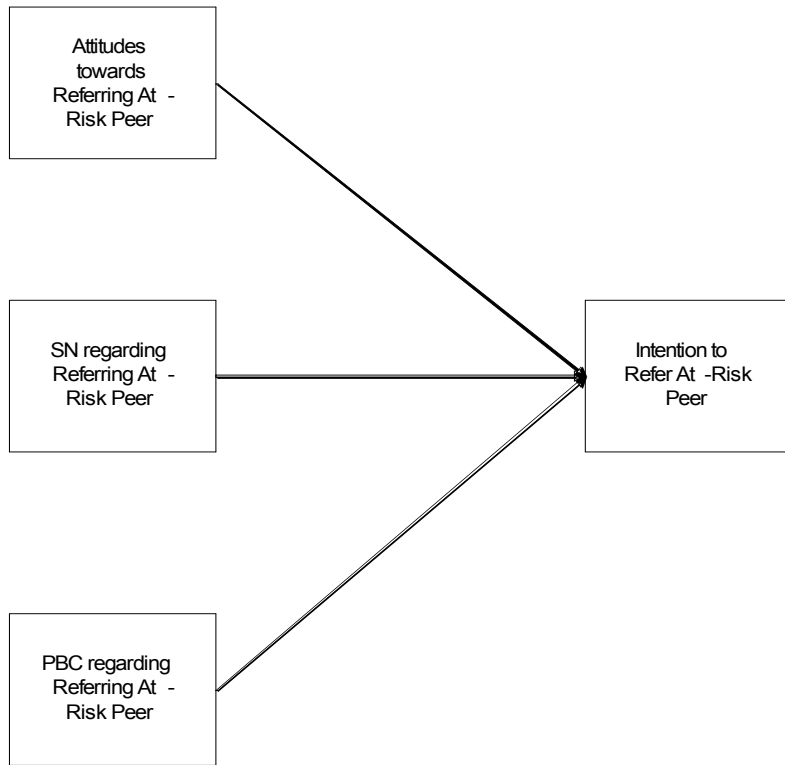 Attitudes
towards
Referring At -
Risk Peer
SN regarding
Referring At -
Risk Peer
Intention to
Refer At -Risk
Peer
PBC regarding
Referring At -
Risk Peer